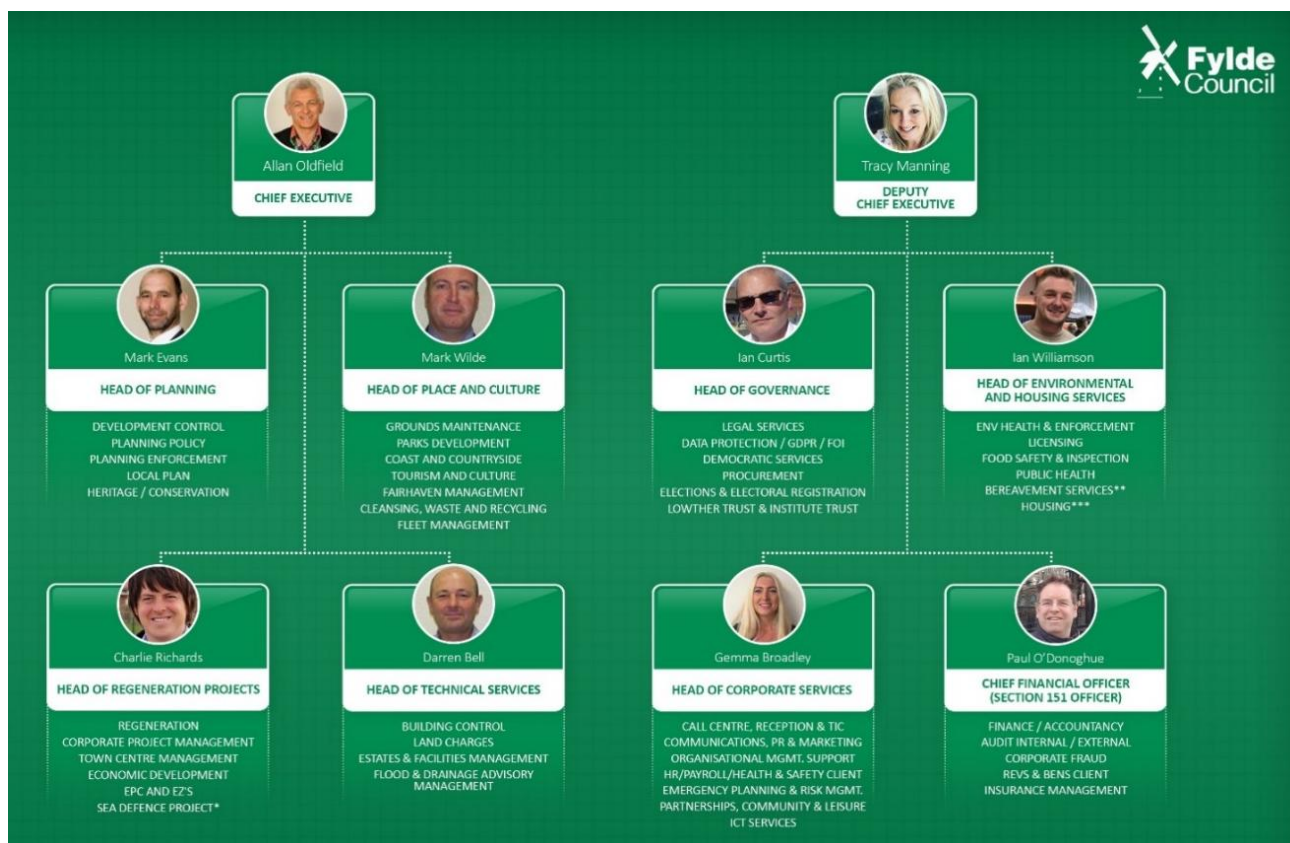 Fylde
Council
Allan Oldfield
CHIEF EXECUTIVE
Tracy Manning
DEPUTY
CHIEF EXECUTIVE
Mark Evans
HEAD OF PLANNING
DEVELOPMENT CONTROL
PLANNING POLICY
PLANNING ENFORCEMENT
LOCAL PLAN
HERITAGE / CONSERVATION
Mark Wilde
HEAD OF PLACE AND CULTURE
GROUNDS MAINTENANCE
PARKS DEVELOPMENT
COAST AND COUNTRYSIDE
TOURISM AND CULTURE
FAIRHAVEN MANAGEMENT
CLEANSING, WASTE AND RECYCLING
FLEET MANAGEMENT
Ian Curtis
HEAD OF GOVERNANCE
LEGAL SERVICES
DATA PROTECTION / GDPR / FOI
DEMOCRATIC SERVICES
PROCUREMENT
ELECTIONS & ELECTORAL REGISTRATION
LOWTHER TRUST & INSTITUTE TRUST
Ian Williamson
HEAD OF ENVIRONMENTAL
AND HOUSING SERVICES
ENV HEALTH & ENFORCEMENT
LICENSING
FOOD SAFETY & INSPECTION
PUBLIC HEALTH
BEREAVEMENT SERVICES**
HOUSING***
Charlie Richards
HEAD OF REGENERATION PROJECTS
REGENERATION
CORPORATE PROJECT MANAGEMENT
TOWN CENTRE MANAGEMENT
ECONOMIC DEVELOPMENT
EPC AND EZ'S
SEA DEFENCE PROJECT*
Darren Bell
HEAD OF TECHNICAL SERVICES
BUILDING CONTROL
LAND CHARGES
ESTATES & FACILITIES MANAGEMENT
FLOOD & DRAINAGE ADVISORY
MANAGEMENT
Gemma Broadley
HEAD OF CORPORATE SERVICES
CALL CENTRE, RECEPTION & TIC
COMMUNICATIONS, PR & MARKETING
ORGANISATIONAL MGMT. SUPPORT
HR/PAYROLL/HEALTH & SAFETY CLIENT
EMERGENCY PLANNING & RISK MGMT.
PARTNERSHIPS, COMMUNITY & LEISURE
ICT SERVICES
Paul O'Donoghue
CHIEF FINANCIAL OFFICER
(SECTION 151 OFFICER)
FINANCE / ACCOUNTANCY
AUDIT INTERNAL / EXTERNAL
CORPORATE FRAUD
REVS & BENS CLIENT
INSURANCE MANAGEMENT